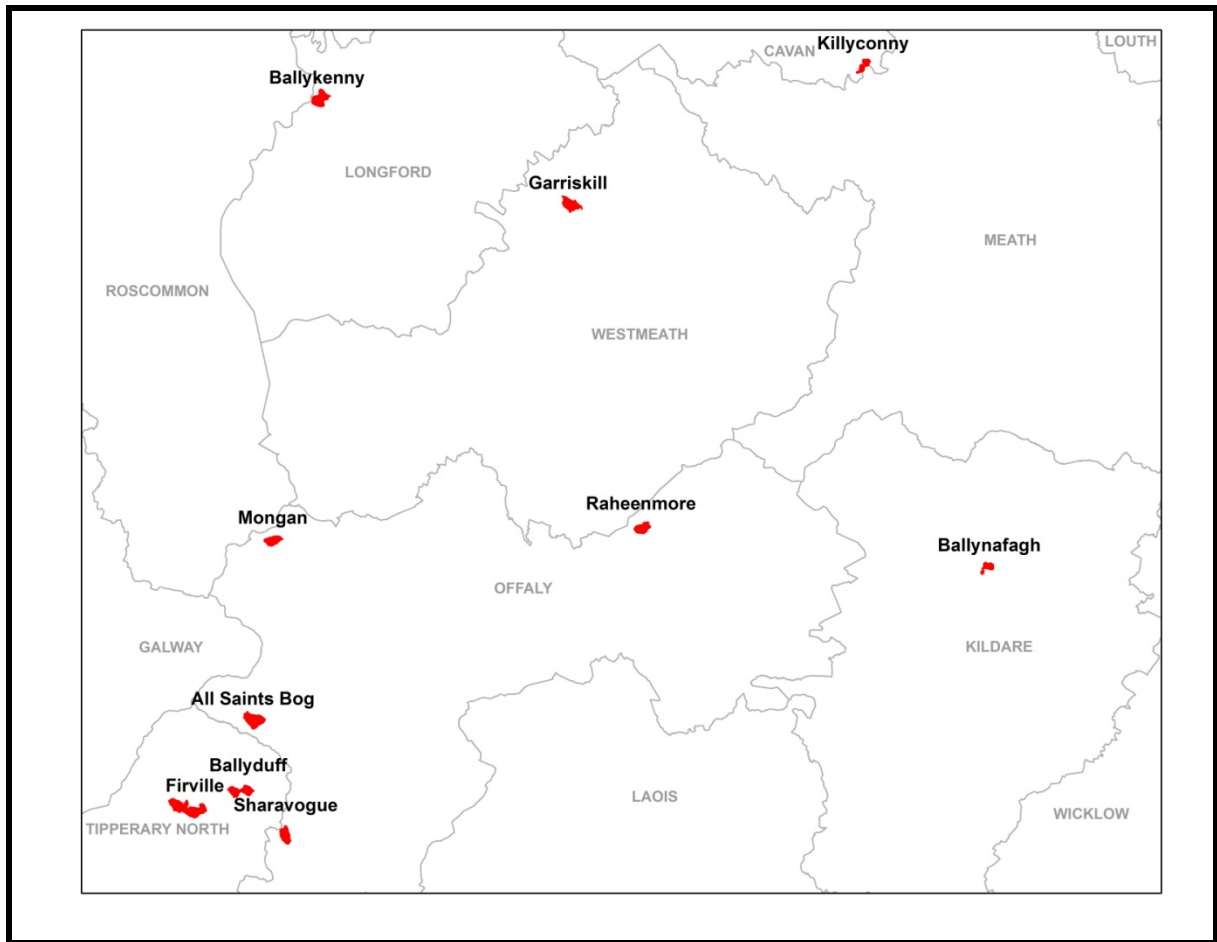 LOUTH
Killyconny
CAVAN
Ballykenny
LONGFORD
Garriskill
MEATH
ROSCOMMON
WESTMEATH
Mongan
Raheenmore
Ballynafagh
OFFALY
GALWAY
KILDARE
All Saints Bog
Ballyduff
Firville
Sharavogue
LAOIS
WICKLOW
TIPPERARY NORTH